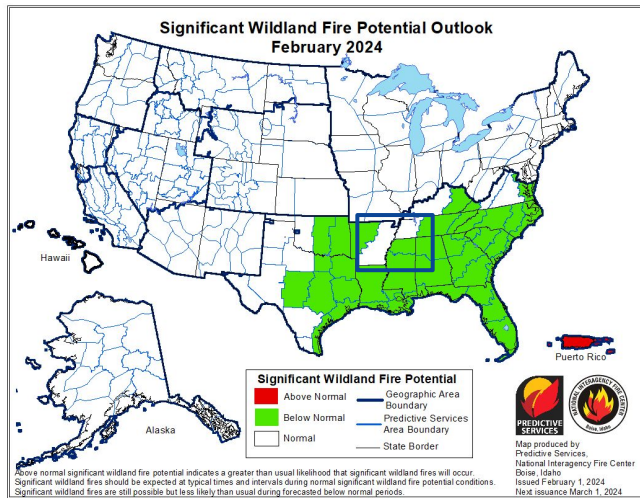 Significant Wildland Fire Potential Outlook
February 2024
Hawaii
Alaska
Puerto Rico
Significant Wildland Fire Potential
Above Normal
Below Normal
Normal
Geographic Area
Boundary
Predictive Services
Area Boundary
State Border
PREDICTIVE
SERVICES
NATIONAL INTERAGENCY FIRE CENTER
Boise, Idaho
Map produced by
Predictive Services,
National Interagency Fire Center
Boise, Idaho
Issued February 1, 2024
Next issuance March 1, 2024
Above normal significant wildland fire potential indicates a greater than usual likelihood that significant wildland fires will occur.
Significant wildland fires should be expected at typical times and intervals during normal significant wildland fire potential conditions.
Significant wildland fires are still possible but less likely than usual during forecasted below normal periods.